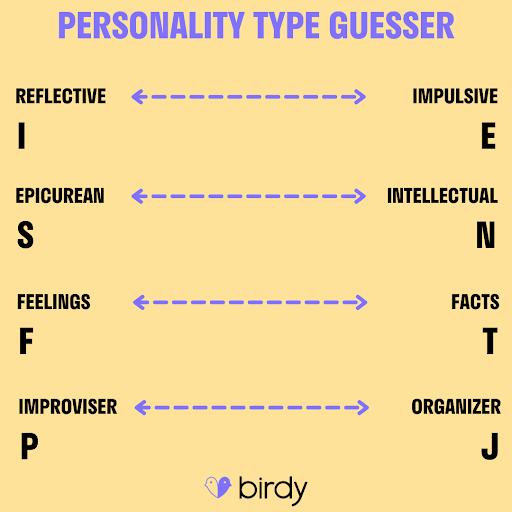 PERSONALITY TYPE GUESSER
REFLECTIVE IMPULSIVE
I E
EPICUREAN INTELLECTUAL
S N
FEELINGS FACTS
F T
IMPROVISER ORGANIZER
P J
birdy